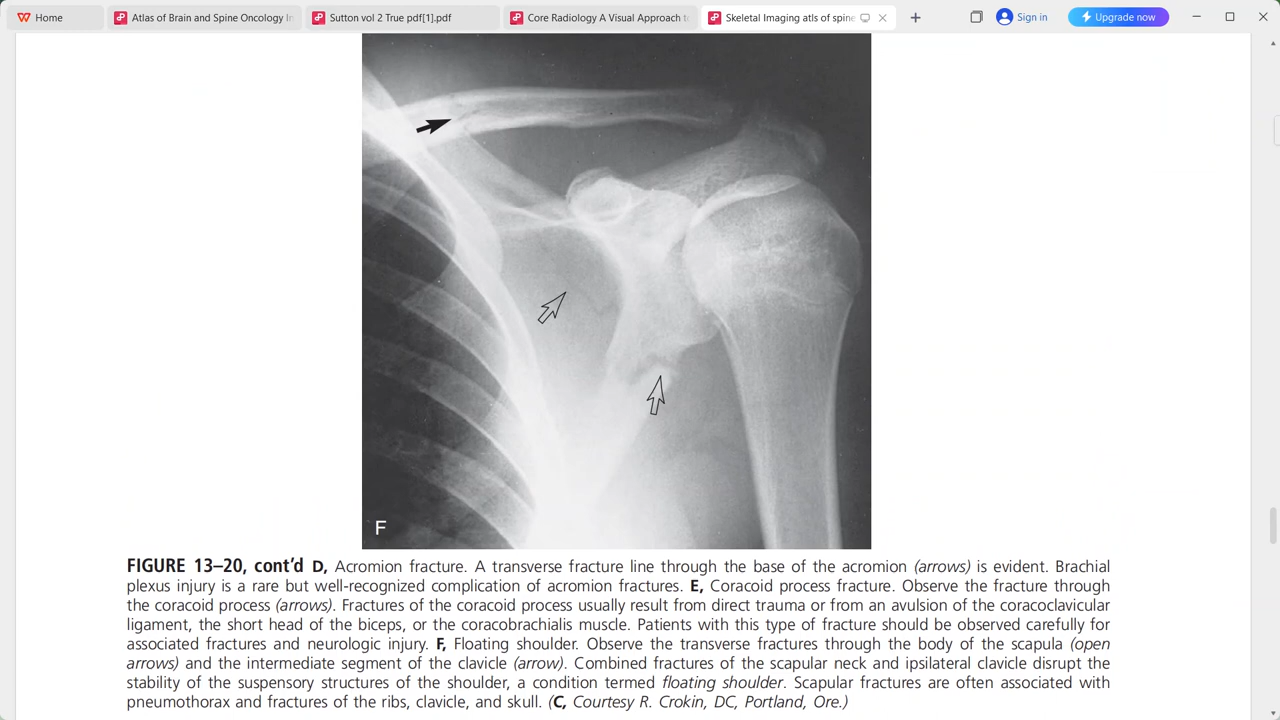 Home
Atlas of Brain and Spine Oncology I
Sutton vol 2 True pdf[1].pdf
Core Radiology A Visual Approach to
Skeletal Imaging atls of spine
Sign in
Upgrade now
F
FIGURE 13–20, cont'd D, Acromion fracture. A transverse fracture line through the base of the acromion (arrows) is evident. Brachial
plexus injury is a rare but well-recognized complication of acromion fractures. E, Coracoid process fracture. Observe the fracture through
the coracoid process (arrows). Fractures of the coracoid process usually result from direct trauma or from an avulsion of the coracoclavicular
ligament, the short head of the biceps, or the coracobrachialis muscle. Patients with this type of fracture should be observed carefully for
associated fractures and neurologic injury. F, Floating shoulder. Observe the transverse fractures through the body of the scapula (open
arrows) and the intermediate segment of the clavicle (arrow). Combined fractures of the scapular neck and ipsilateral clavicle disrupt the
stability of the suspensory structures of the shoulder, a condition termed floating shoulder. Scapular fractures are often associated with
pneumothorax and fractures of the ribs, clavicle, and skull. (C, Courtesy R. Crokin, DC, Portland, Ore.)